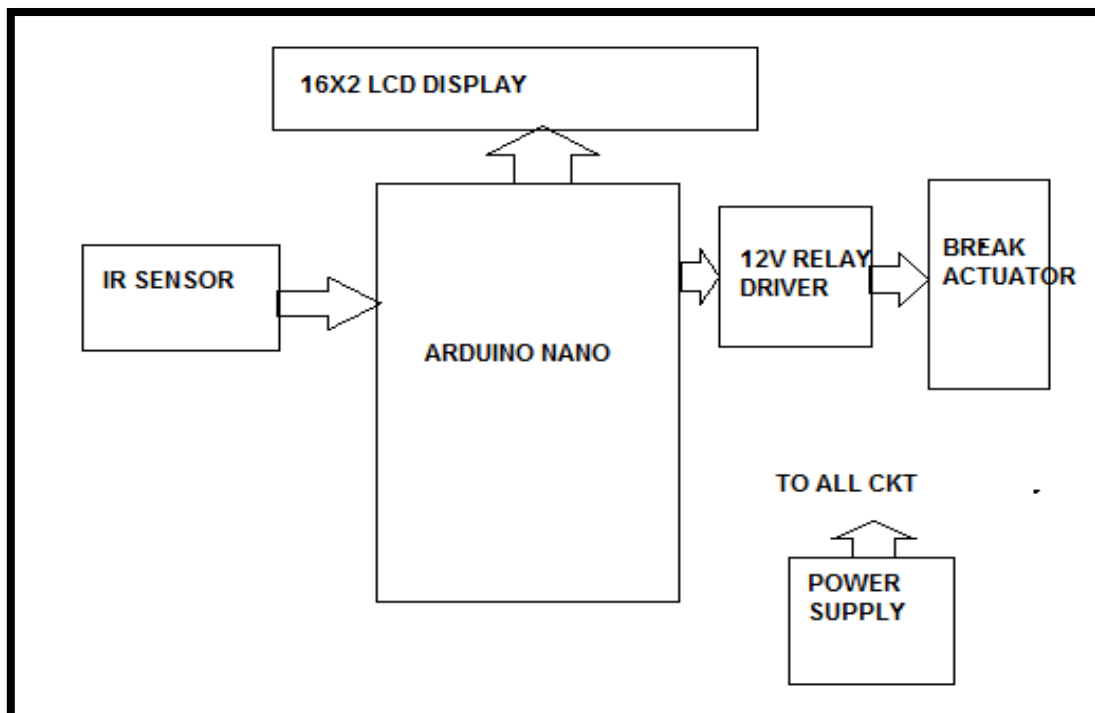 16X2 LCD DISPLAY
IR SENSOR
ARDUINO NANO
12V RELAY
DRIVER
BREAK
ACTUATOR
TO ALL CKT
POWER
SUPPLY